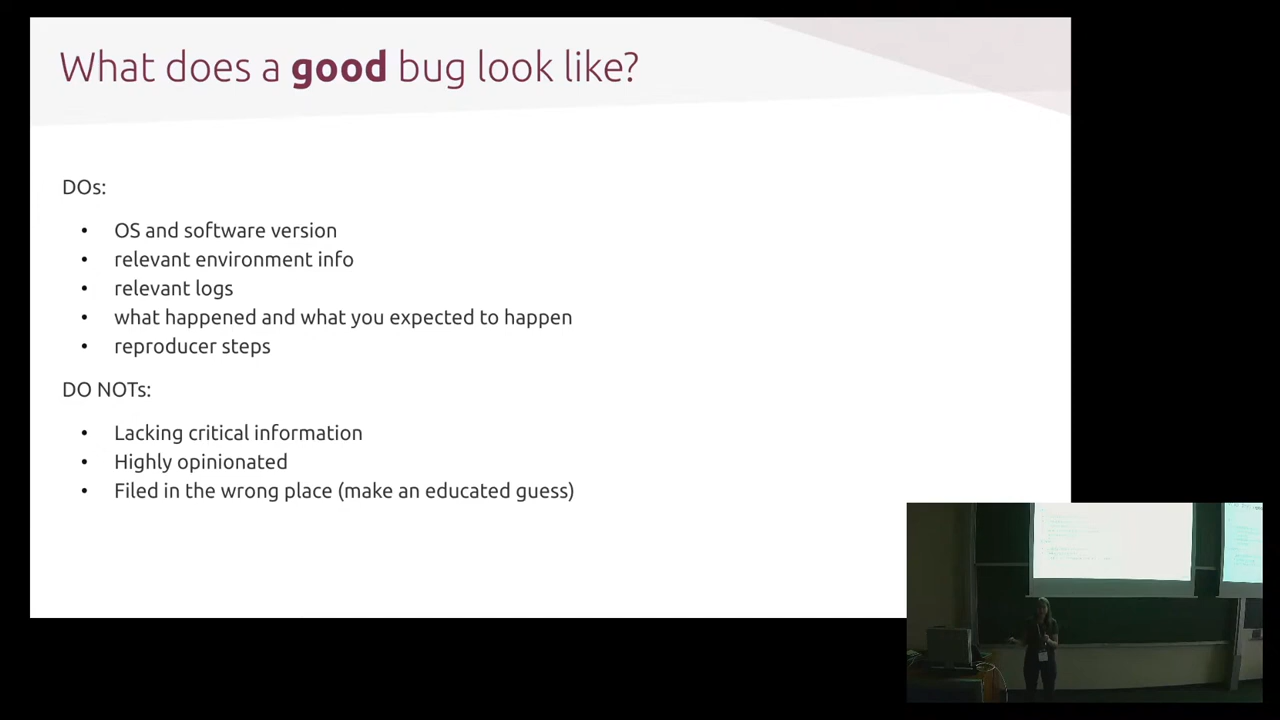 What does a good bug look like?
DOs:
• OS and software version
• relevant environment info
• relevant logs
• what happened and what you expected to happen
• reproducer steps
DO NOTs:
• Lacking critical information
• Highly opinionated
• Filed in the wrong place (make an educated guess)